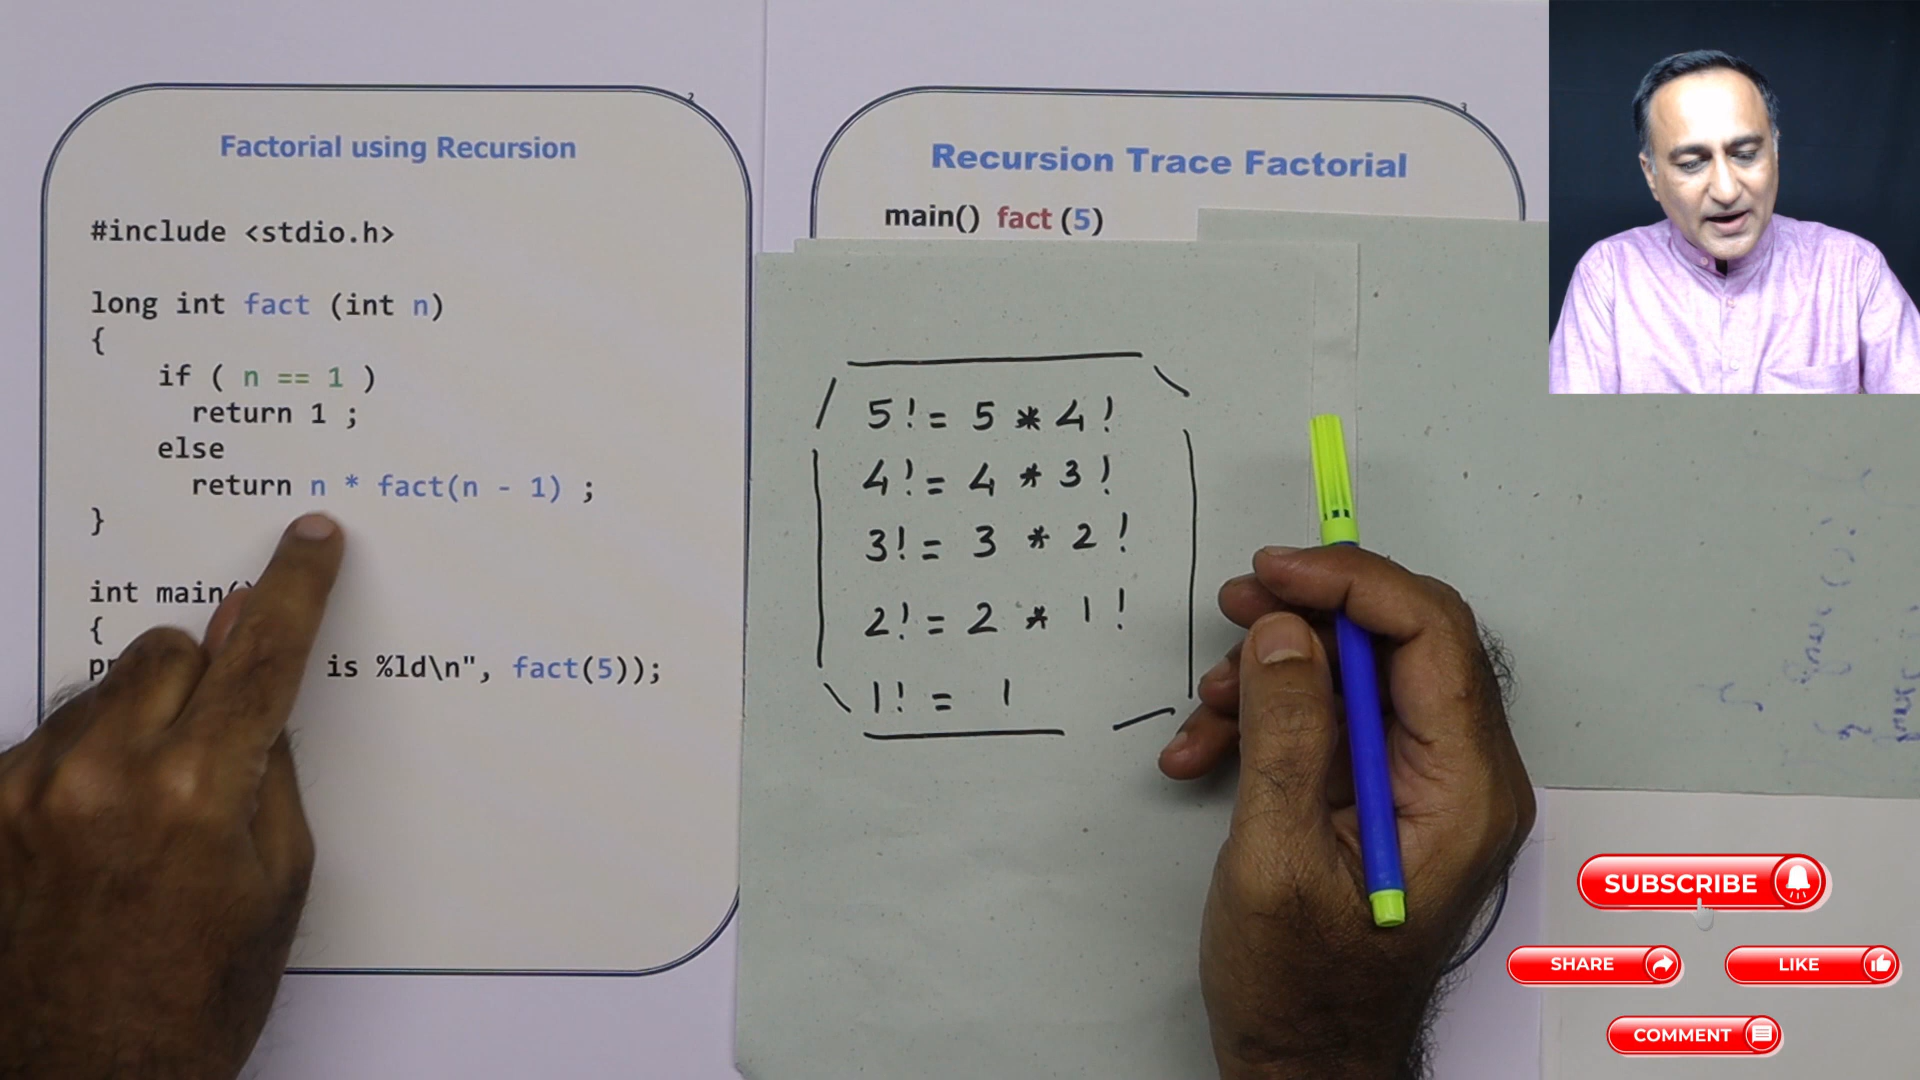 2
Factorial using Recursion
#include <stdio.h>
long int fact (int n)
{
if ( n == 1 )
return 1 ;
else
return n * fact(n - 1) ;
}
int main()
{
is %ld\n", fact(5));
3
Recursion Trace Factorial
main() fact (5)
5! = 5 * 4!
4! = 4 * 3!
3! = 3 * 2!
2! = 2 * 1!
1! = 1
SUBSCRIBE
SHARE
LIKE
COMMENT